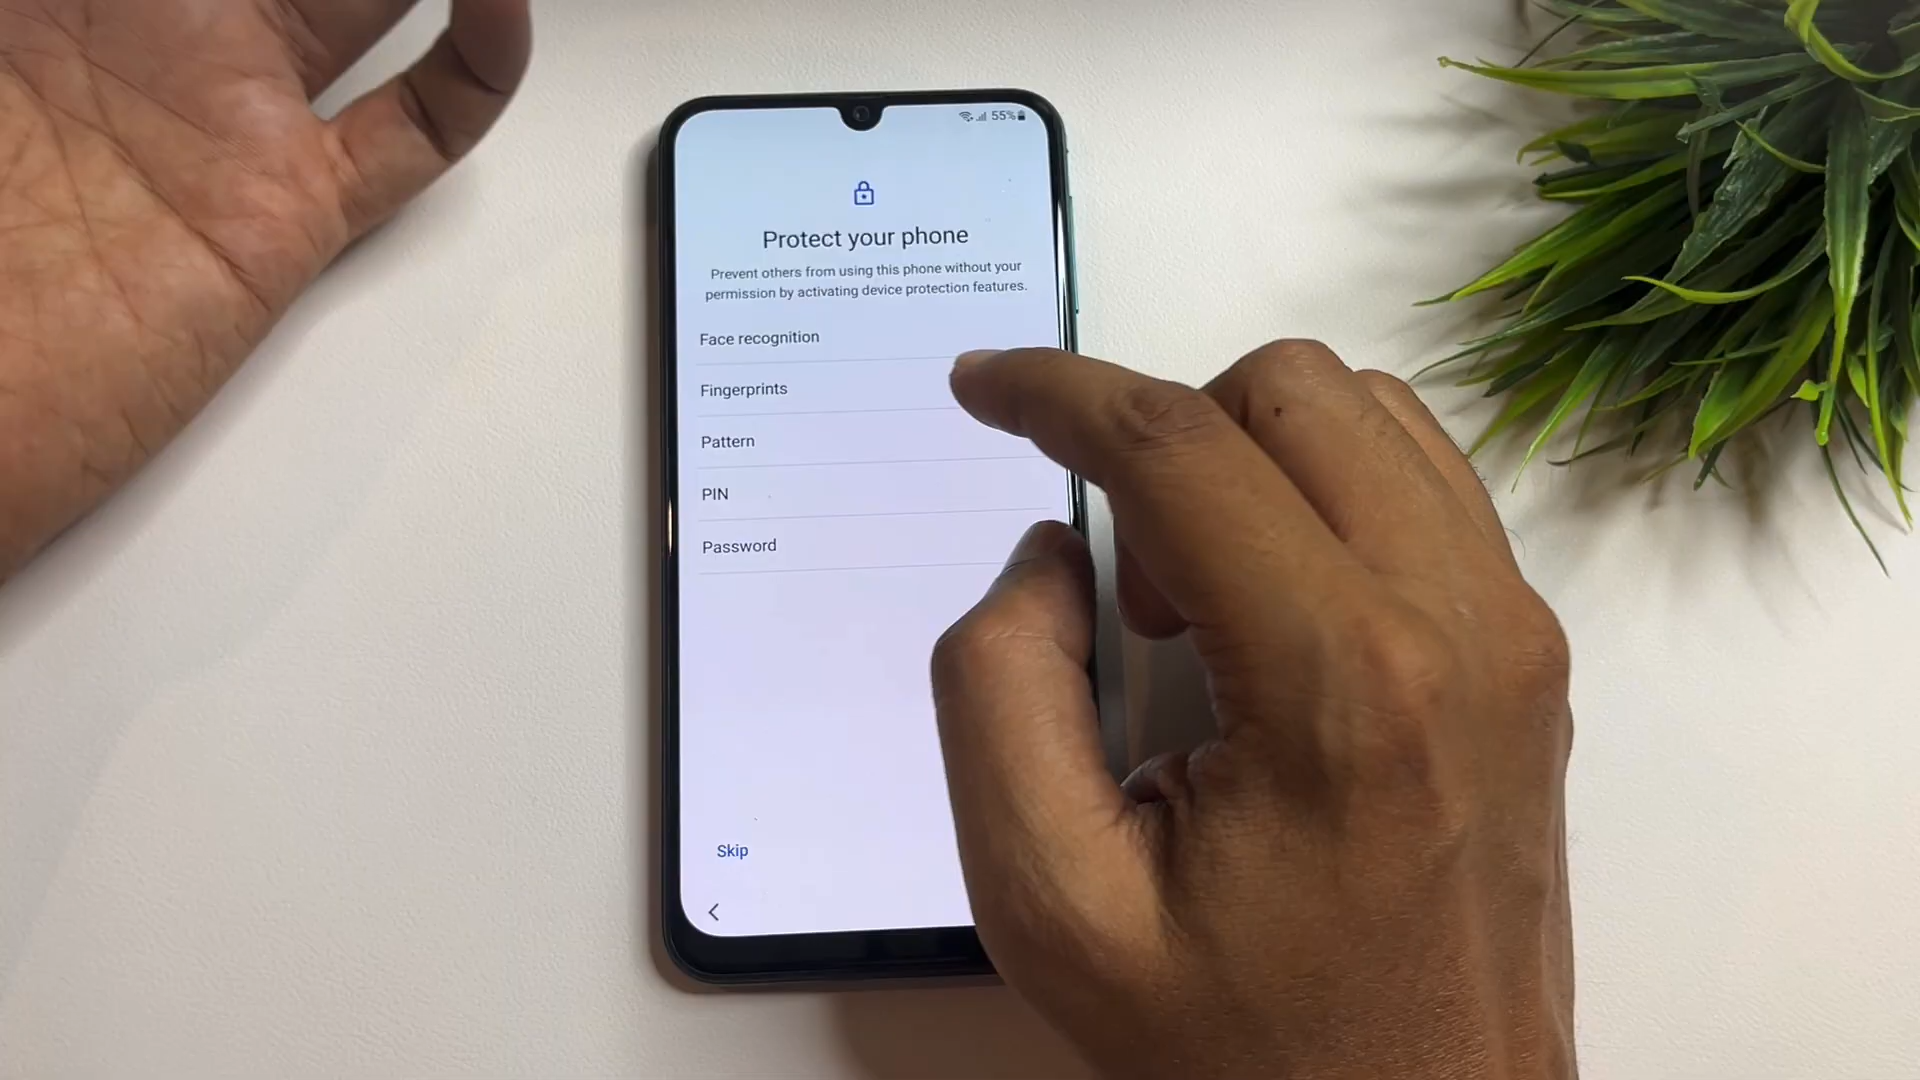 55%
Protect your phone
Prevent others from using this phone without your
permission by activating device protection features.
Face recognition
Fingerprints
Pattern
PIN
Password
Skip